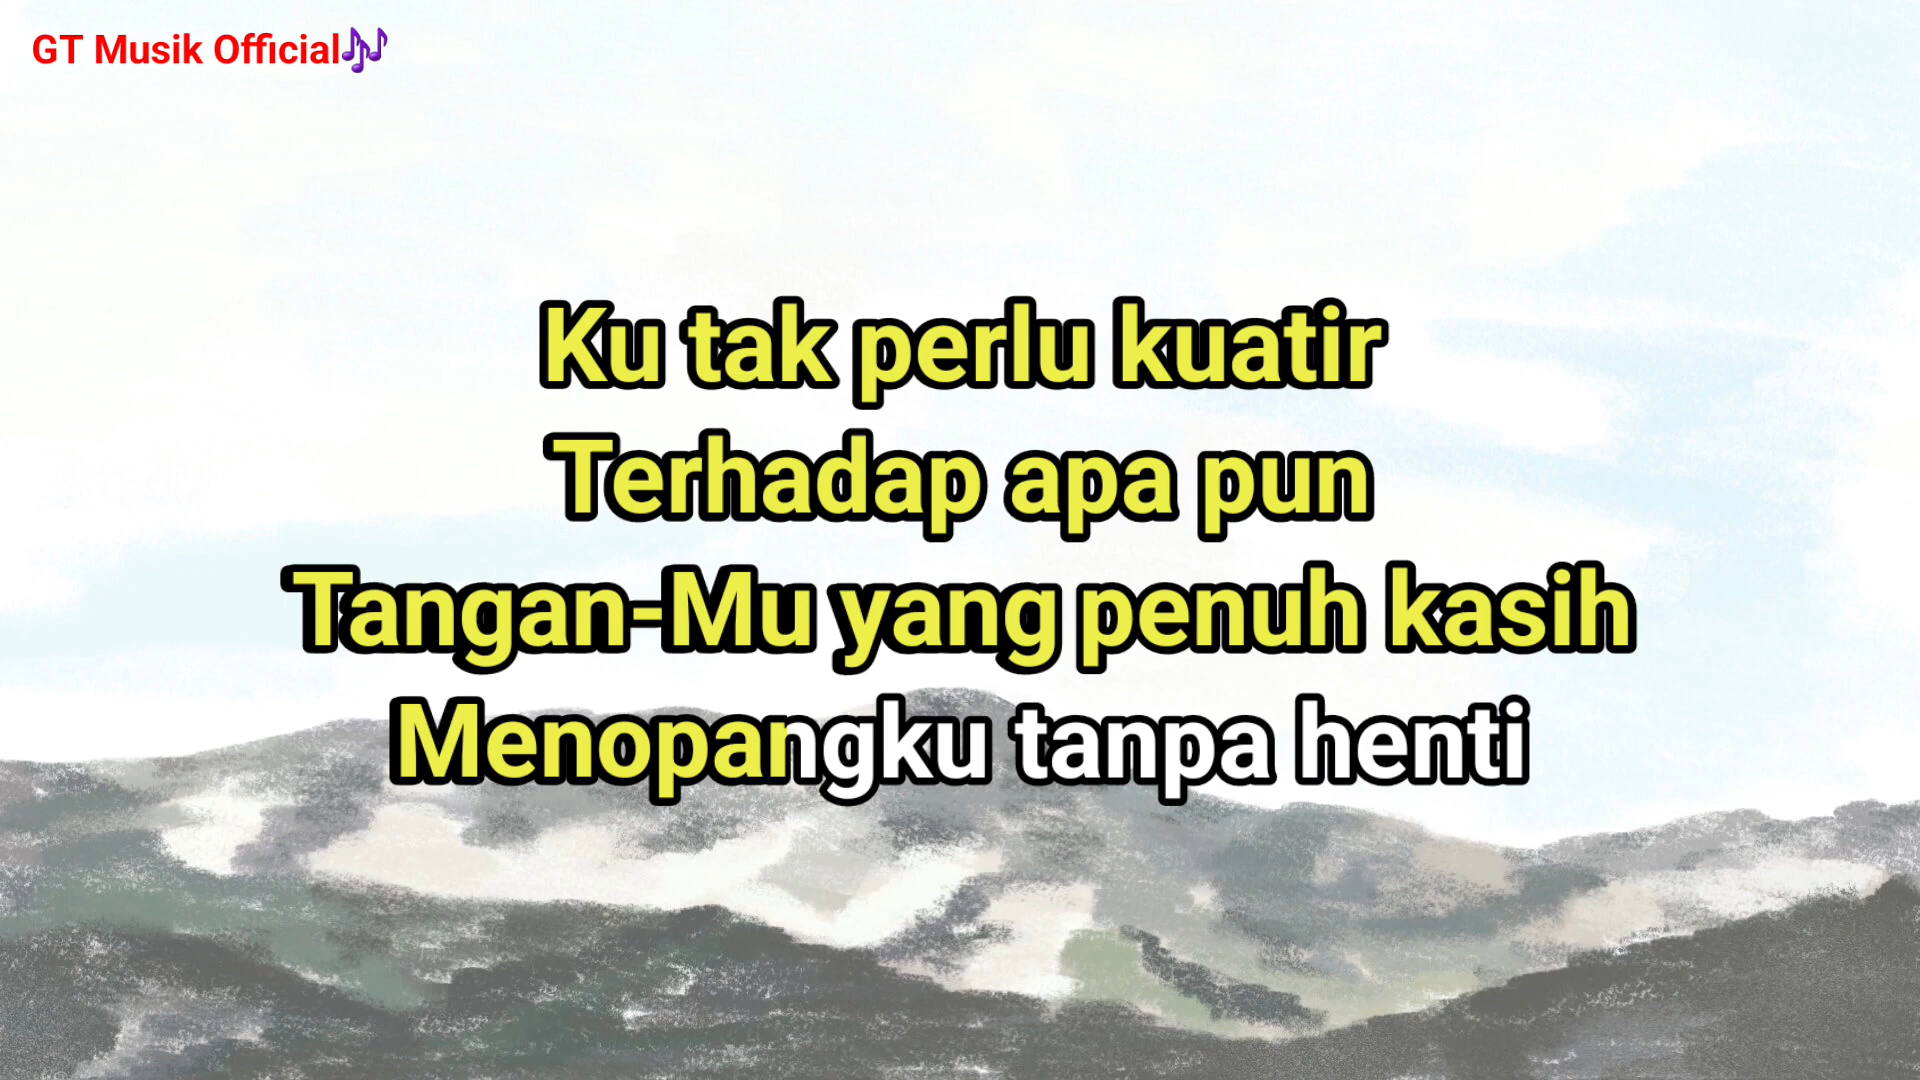 GT Musik Official🎶
Ku tak perlu kuatir
Terhadap apa pun
Tangan-Mu yang penuh kasih
Menopangku tanpa henti